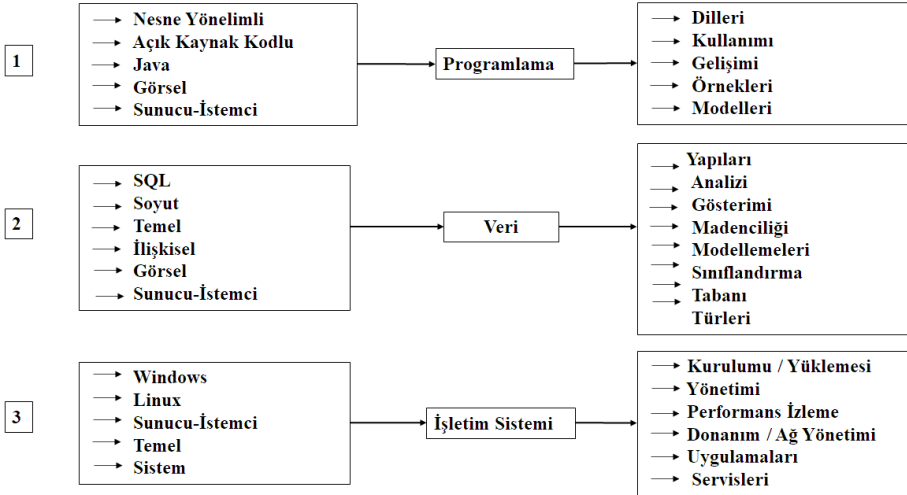 1
Nesne Yönelimli
Açık Kaynak Kodlu
Java
Görsel
Sunucu-İstemci
Programlama
Dilleri
Kullanımı
Gelişimi
Örnekleri
Modelleri
2
SQL
Soyut
Temel
İlişkisel
Görsel
Sunucu-İstemci
Veri
Yapıları
Analizi
Gösterimi
Madenciliği
Modellemeleri
Sınıflandırma
Tabanı
Türleri
3
Windows
Linux
Sunucu-İstemci
Temel
Sistem
İşletim Sistemi
Kurulumu / Yüklemesi
Yönetimi
Performans İzleme
Donanım / Ağ Yönetimi
Uygulamaları
Servisleri